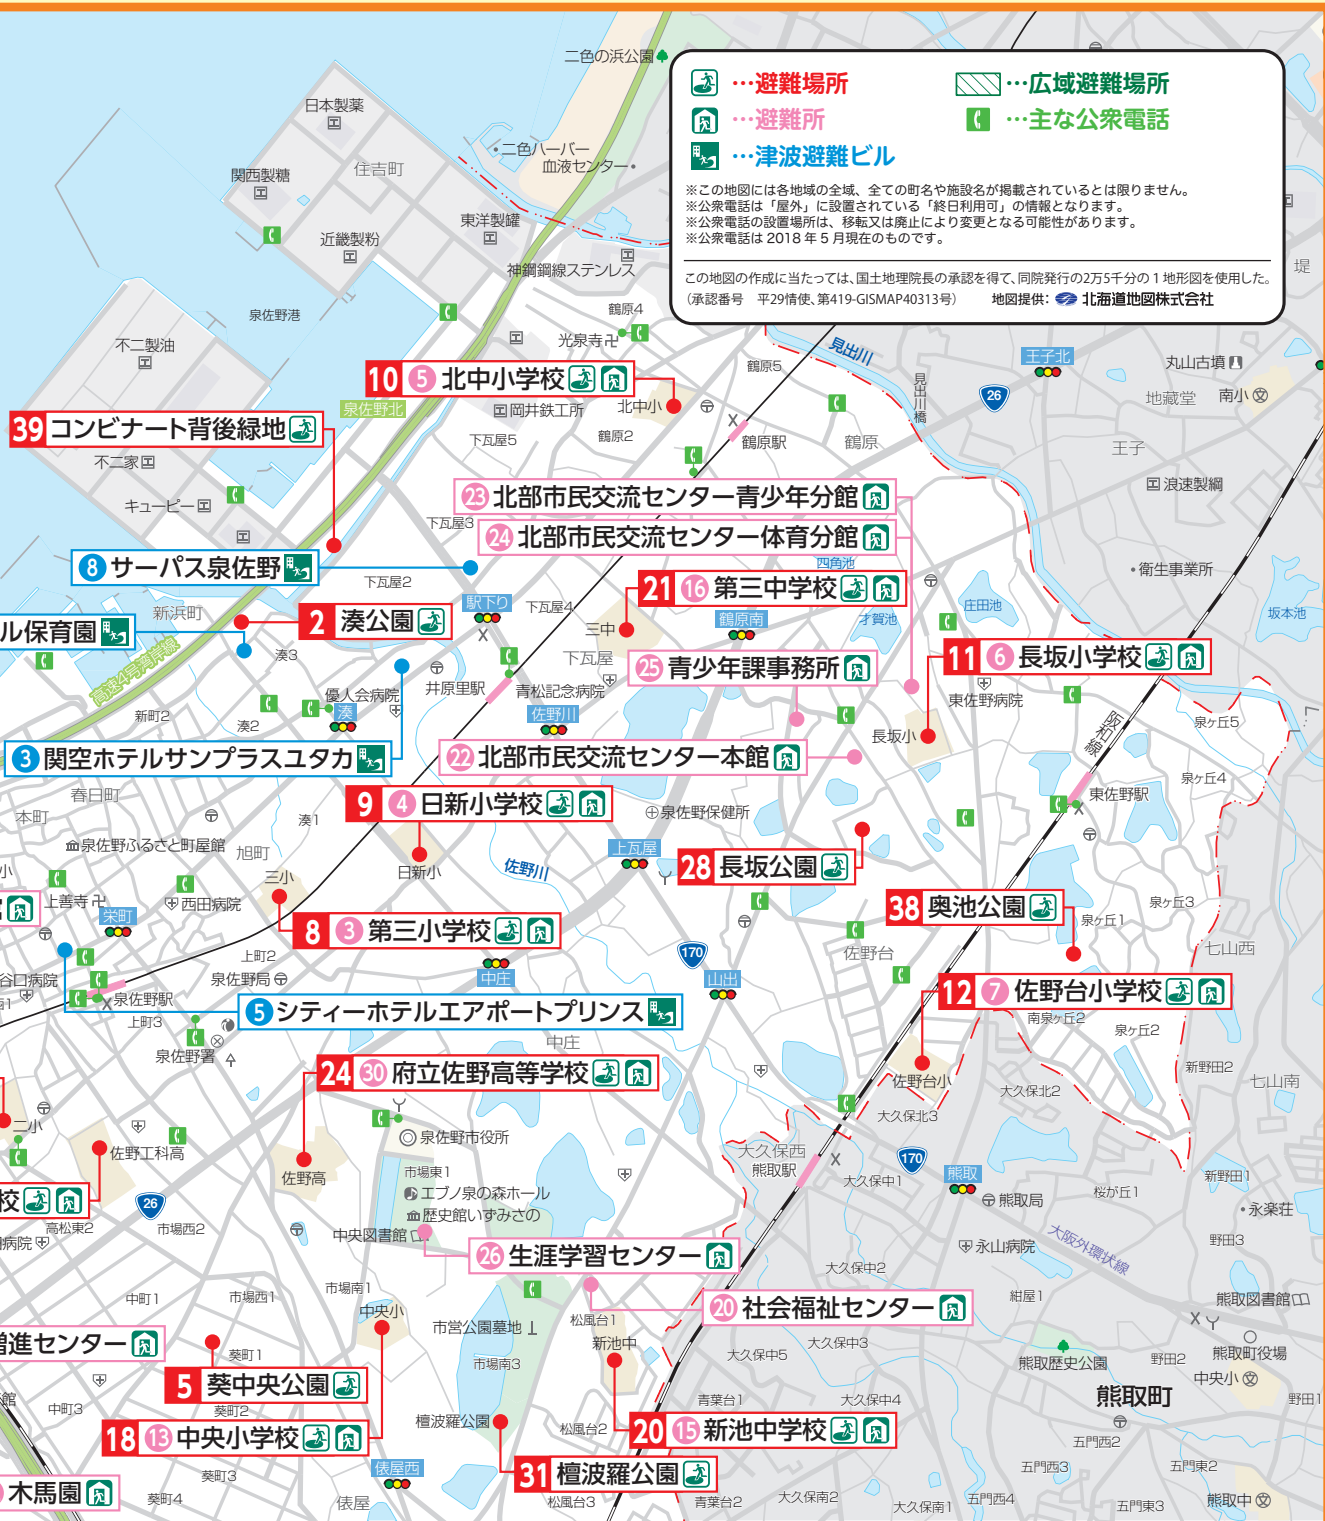 二色の浜公園
…避難場所
…広域避難場所
…避難所
…主な公衆電話
…津波避難ビル
※この地図には各地域の全域、全ての町名や施設名が掲載されているとは限りません。
※公衆電話は「屋外」に設置されている「終日利用可」の情報となります。
※公衆電話の設置場所は、移転又は廃止により変更となる可能性があります。
※公衆電話は 2018 年 5 月現在のものです。
この地図の作成に当たっては、国土地理院長の承認を得て、同院発行の2万5千分の1地形図を使用した。
(承認番号 平29情使、第419-GISMAP40313号) 地図提供: 北海道地図株式会社
日本製薬
住吉町
二色ハーバー
血液センター
関西製糖
近畿製粉
東洋製罐
神鋼鋼線ステンレス
堤
泉佐野港
鶴原4
光泉寺
不二製油
見出川
王子北
丸山古墳
鶴原5
見出川橋
26
地蔵堂
南小
10 5 北中小学校
泉佐野北
岡井鉄工所
北中小
39 コンビナート背後緑地
下瓦屋5
鶴原2
鶴原駅
鶴原
王子
不二家
キューピー
浪速製綱
23 北部市民交流センター青少年分館
下瓦屋3
24 北部市民交流センター体育分館
四角池
8 サーパス泉佐野
下瓦屋2
21 16 第三中学校
衛生事業所
新浜町
駅下り
下瓦屋4
鶴原南
才賀池
庄田池
坂本池
2 湊公園
三中
ル保育園
湊3
下瓦屋
25 青少年課事務所
11 6 長坂小学校
高速4号湾岸線
井原里駅
青松記念病院
東佐野病院
優人会病院
新町2
湊2
湊
佐野川
阪和線
泉ケ丘5
長坂小
3 関空ホテルサンプラスユタカ
22 北部市民交流センター本館
泉ケ丘4
春日町
9 4 日新小学校
東佐野駅
本町
湊1
泉佐野保健所
泉佐野ふるさと町屋館
旭町
上瓦屋
28 長坂公園
佐野川
日新小
小
三小
上善寺
西田病院
38 奥池公園
泉ケ丘3
栄町
泉ケ丘1
8 3 第三小学校
佐野台
七山西
上町2
170
谷口病院
泉佐野局
中庄
山出
12 7 佐野台小学校
泉佐野駅
5 シティーホテルエアポートプリンス
上町3
南泉ケ丘2
泉ケ丘2
泉佐野署
中庄
新野田2
24 30 府立佐野高等学校
佐野台小
七山南
大久保北2
大久保北3
二小
泉佐野市役所
佐野工科高
大久保西
熊取駅
170
佐野高
市場東1
大久保中1
熊取
新野田1
校
エブノ泉の森ホール
桜が丘1
26
歴史館いずみさの
熊取局
永楽荘
高松東2
市場西2
中央図書館
病院
永山病院
大阪外環状線
野田3
26 生涯学習センター
大久保中2
市場南1
中町1
市場西1
20 社会福祉センター
紺屋1
熊取図書館
中央小
市営公園墓地
松風台1
増進センター
新池中
大久保中3
熊取歴史公園
熊取町役場
葵町1
市場南3
大久保中5
野田2
中央小
5 葵中央公園
青葉台1
大久保中4
熊取町
野田1
館
中町3
葵町2
檀波羅公園
松風台2
18 13 中央小学校
20 15 新池中学校
五門西2
葵町3
俵屋西
31 檀波羅公園
五門西3
五門東2
木馬園
葵町4
俵屋
松風台3
青葉台2
大久保南2
大久保南1
五門西4
五門東3
熊取中